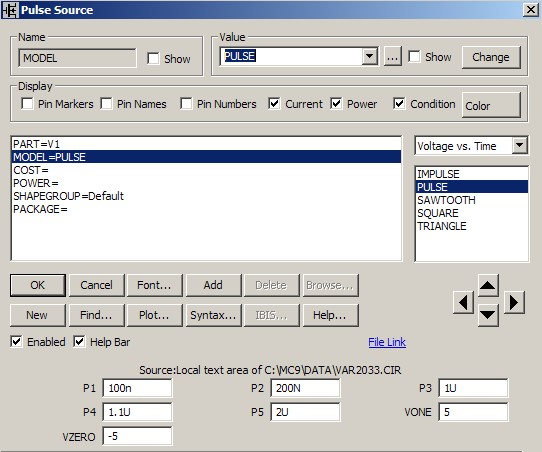 Pulse Source
Name
MODEL
Show
Value
PULSE
...
Show
Change
Display
Pin Markers
Pin Names
Pin Numbers
Current
Power
Condition
Color
PART=V1
MODEL=PULSE
COST=
POWER=
SHAPEGROUP=Default
PACKAGE=
Voltage vs. Time
IMPULSE
PULSE
SAWTOOTH
SQUARE
TRIANGLE
OK
Cancel
Font...
Add
Delete
Browse...
New
Find...
Plot...
Syntax...
IBIS...
Help...
Enabled
Help Bar
File Link
Source:Local text area of C:\MC9\DATA\VAR2033.CIR
P1 100n
P2 200N
P3 1U
P4 1.1U
P5 2U
VONE 5
VZERO -5